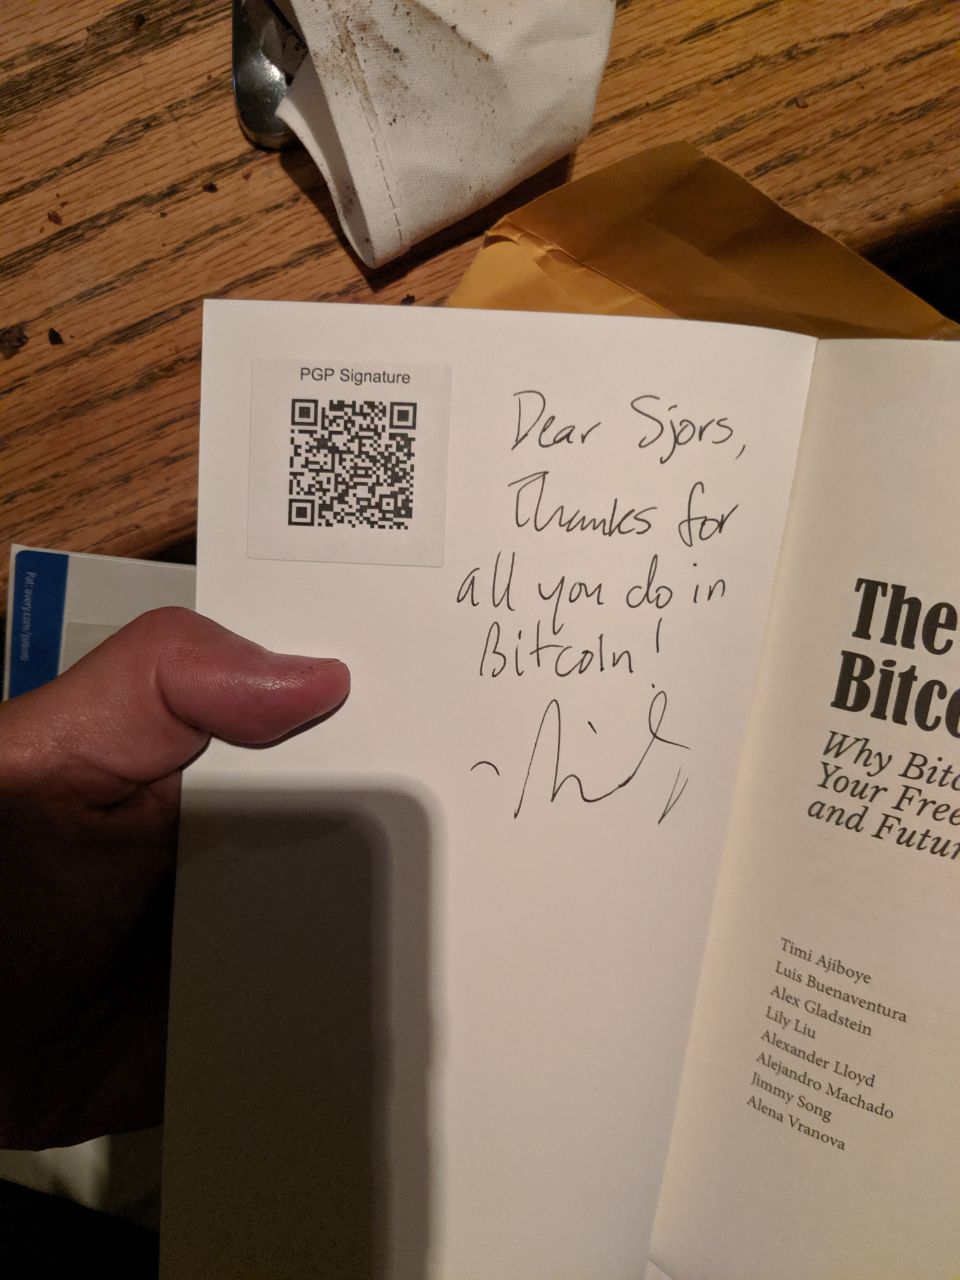 PGP Signature
Dear Sjors,
Thanks for
all you do in
Bitcoin!
The
Bitco
Why Bitc
Your Free
and Futur
Timi Ajiboye
Luis Buenaventura
Alex Gladstein
Lily Liu
Alexander Lloyd
Alejandro Machado
Jimmy Song
Alena Vranova